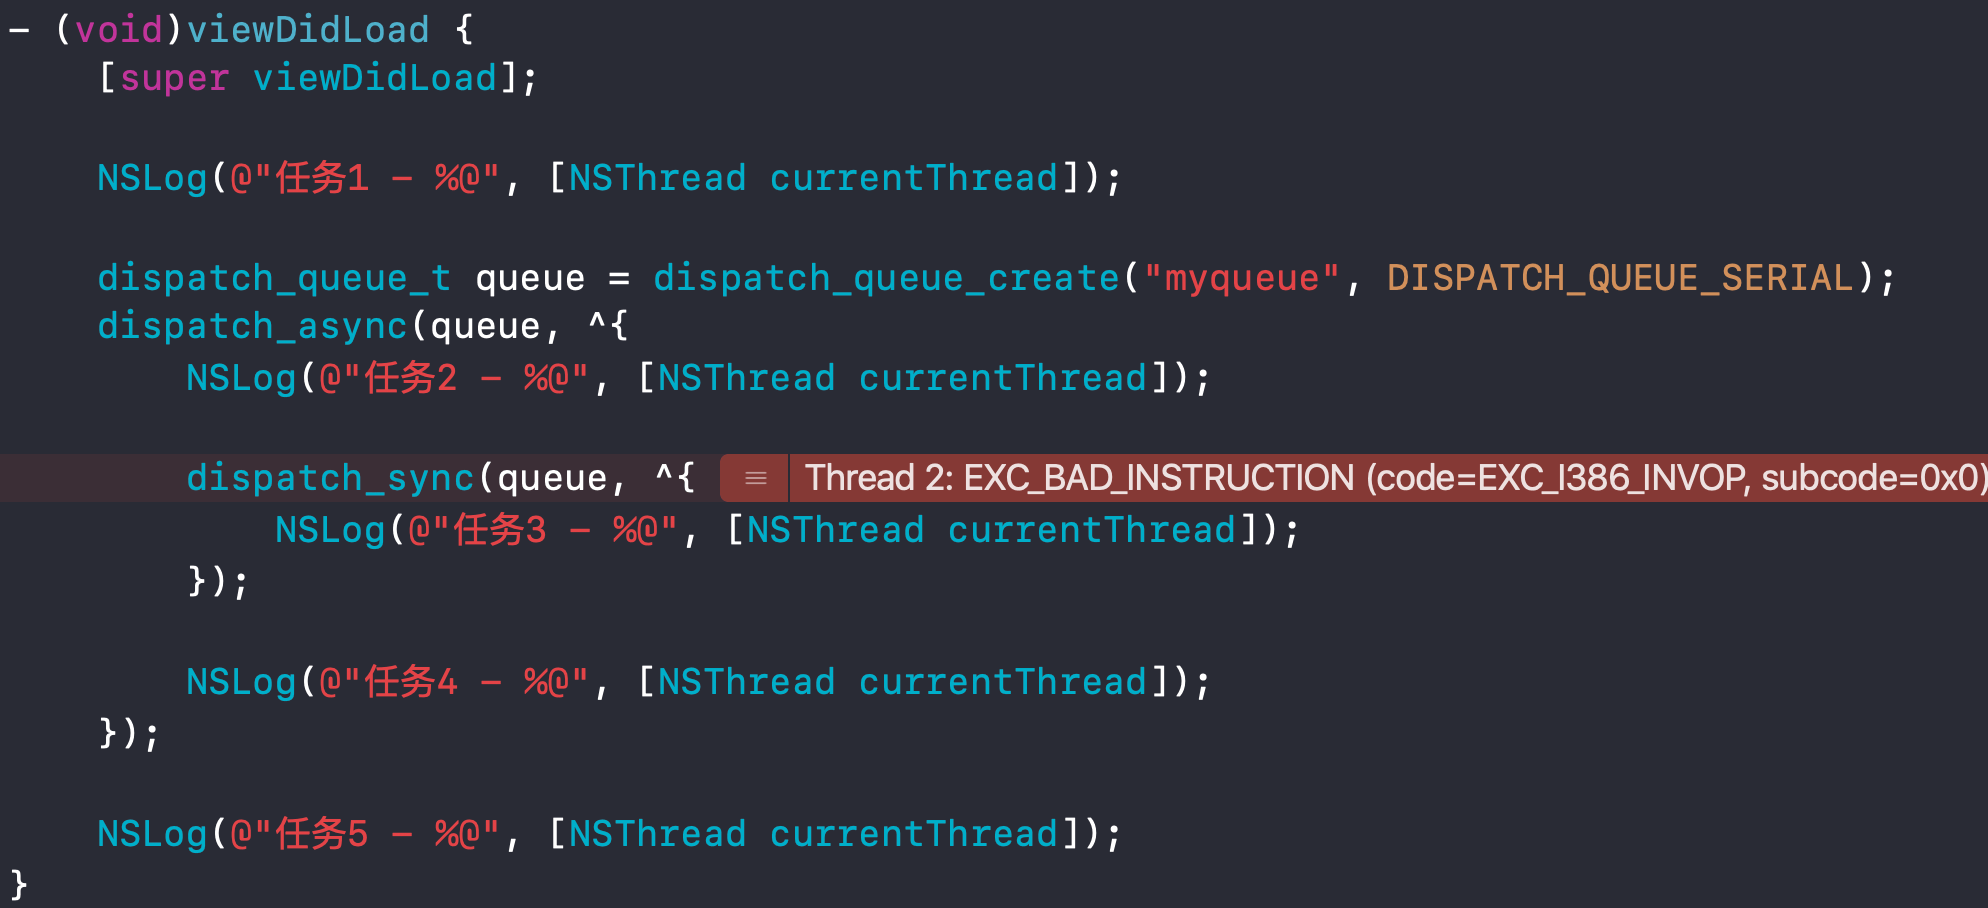 - (void)viewDidLoad {
    [super viewDidLoad];
    NSLog(@"任务1 - %@", [NSThread currentThread]);
    dispatch_queue_t queue = dispatch_queue_create("myqueue", DISPATCH_QUEUE_SERIAL);
    dispatch_async(queue, ^{
        NSLog(@"任务2 - %@", [NSThread currentThread]);
        dispatch_sync(queue, ^{ Thread 2: EXC_BAD_INSTRUCTION (code=EXC_I386_INVOP, subcode=0x0)
            NSLog(@"任务3 - %@", [NSThread currentThread]);
        });
        NSLog(@"任务4 - %@", [NSThread currentThread]);
    });
    NSLog(@"任务5 - %@", [NSThread currentThread]);
}